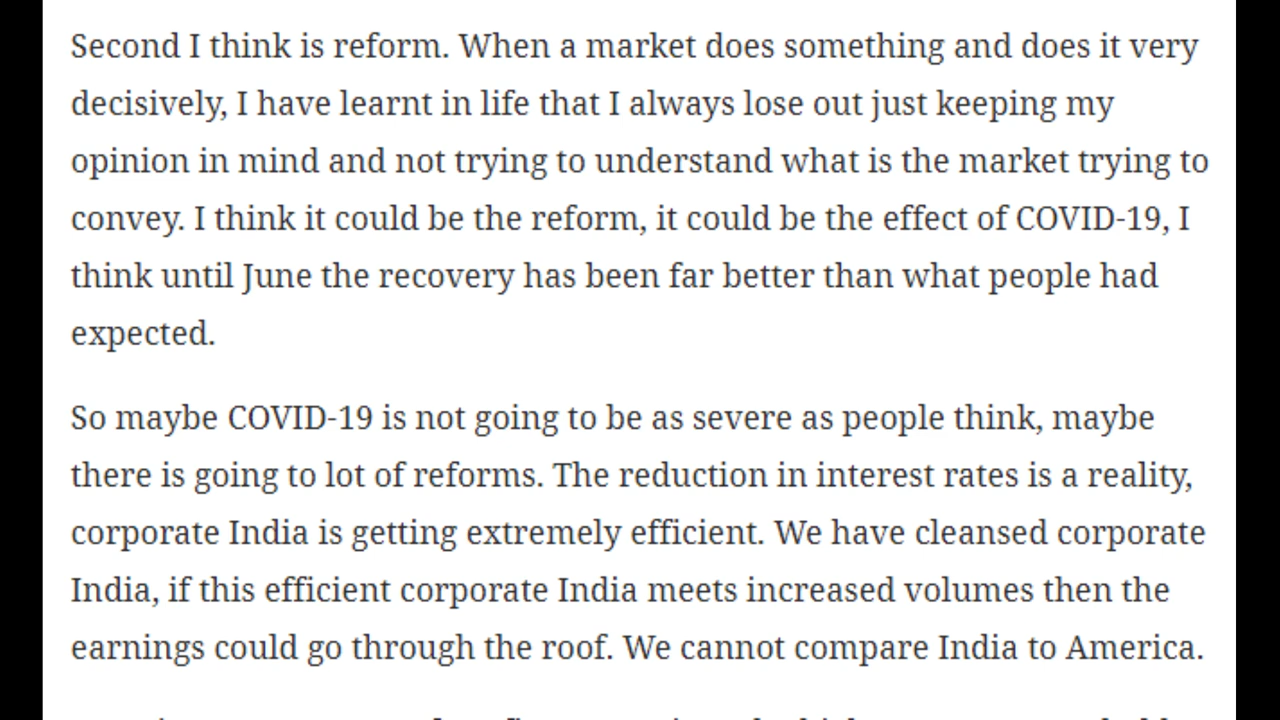 Second I think is reform. When a market does something and does it very
decisively, I have learnt in life that I always lose out just keeping my
opinion in mind and not trying to understand what is the market trying to
convey. I think it could be the reform, it could be the effect of COVID-19, I
think until June the recovery has been far better than what people had
expected.
So maybe COVID-19 is not going to be as severe as people think, maybe
there is going to lot of reforms. The reduction in interest rates is a reality,
corporate India is getting extremely efficient. We have cleansed corporate
India, if this efficient corporate India meets increased volumes then the
earnings could go through the roof. We cannot compare India to America.